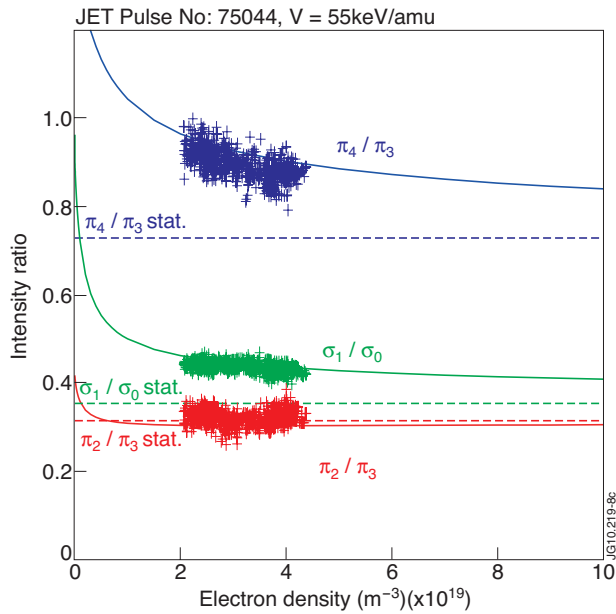 JET Pulse No: 75044, V = 55keV/amu
Intensity ratio
1.0
0.8
0.6
0.4
0.2
0
π₄ / π₃
π₄ / π₃ stat.
σ₁ / σ₀
σ₁ / σ₀ stat.
π₂ / π₃ stat.
π₂ / π₃
0 2 4 6 8 10
Electron density (m⁻³)(x10¹⁹)
JG10.219-8c